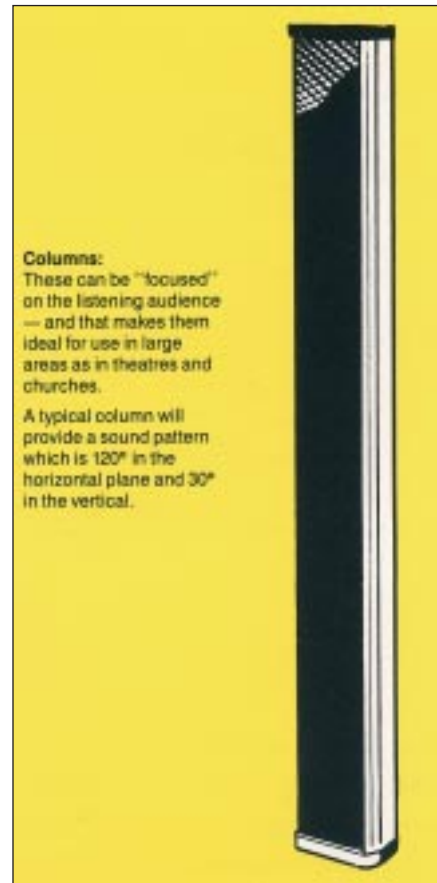 Columns:
These can be "focused"
on the listening audience
— and that makes them
ideal for use in large
areas as in theatres and
churches.
A typical column will
provide a sound pattern
which is 120° in the
horizontal plane and 30°
in the vertical.